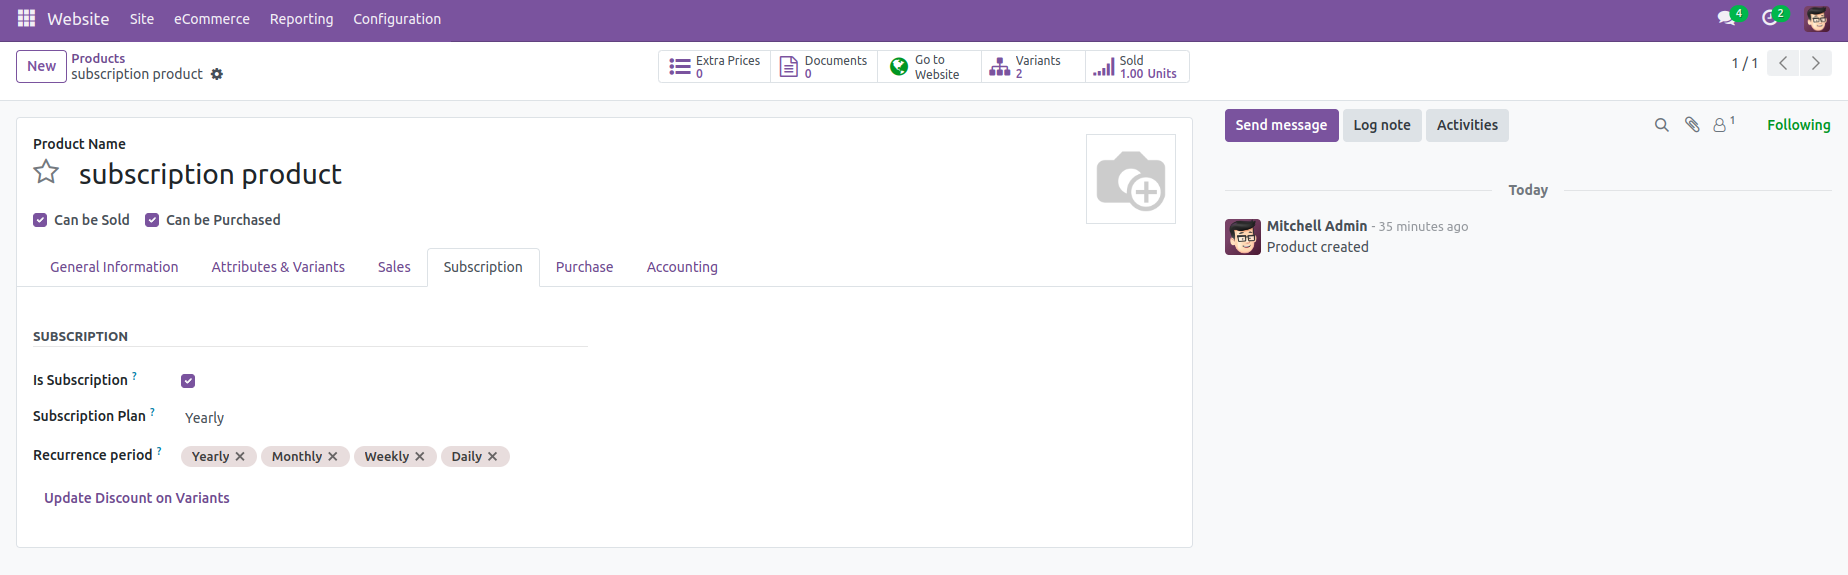 Website Site eCommerce Reporting Configuration 4 2
New Products
subscription product
Extra Prices
0
Documents
0
Go to
Website
Variants
2
Sold
1.00 Units
1 / 1
Send message Log note Activities 1 Following
Product Name
subscription product
Can be Sold Can be Purchased
General Information Attributes & Variants Sales Subscription Purchase Accounting
SUBSCRIPTION
Is Subscription ?
Subscription Plan ? Yearly
Recurrence period ? Yearly Monthly Weekly Daily
Update Discount on Variants
Today
Mitchell Admin - 35 minutes ago
Product created